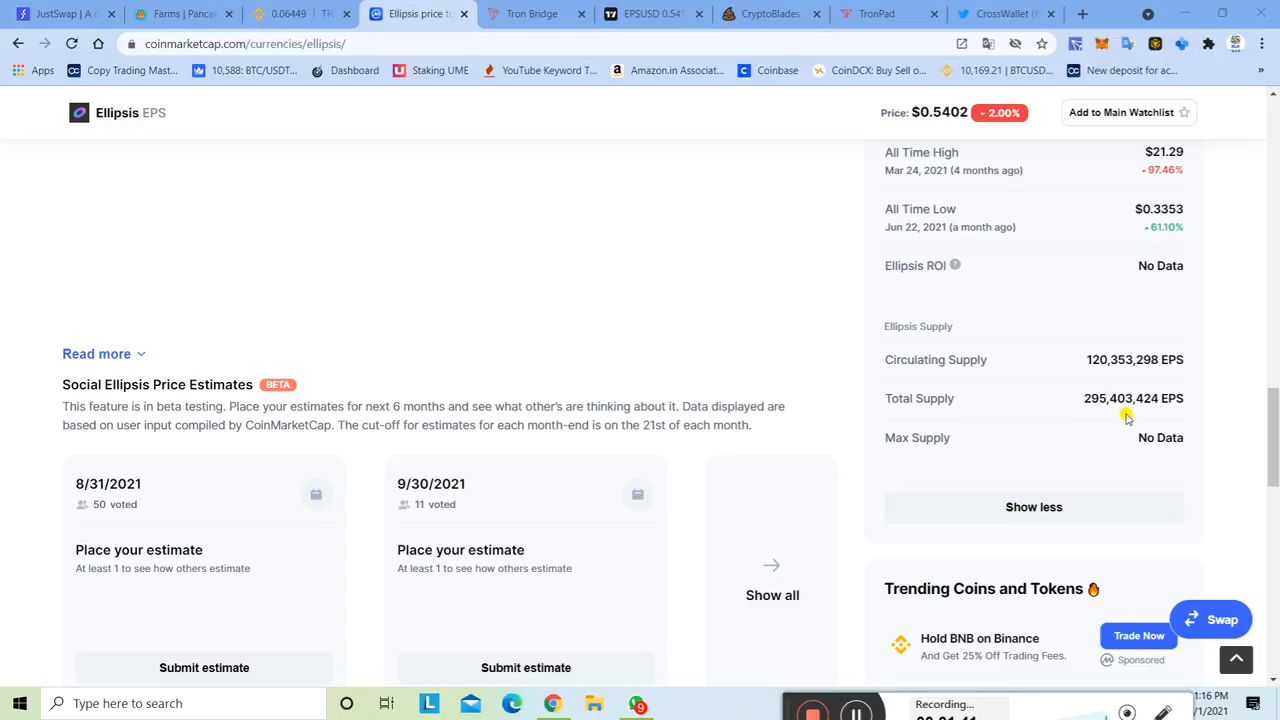 JustSwap | A
Auto | Panca
0.06449 | TR
Ellipsis price to
Tron Bridge
EPSUSD 0.541
CryptoBlades
TronPad
CrossWallet (
coinmarketcap.com/currencies/ellipsis/
Apps
Copy Trading Mast...
10,588: BTC/USDT...
Dashboard
Staking UME
YouTube Keyword T...
Amazon.in Associat...
Coinbase
CoinDCX: Buy Sell o...
10,169.21 | BTCUSD...
New deposit for ac...
Ellipsis EPS
Price: $0.5402 - 2.00%
Add to Main Watchlist
All Time High $21.29
Mar 24, 2021 (4 months ago) - 97.46%
All Time Low $0.3353
Jun 22, 2021 (a month ago) - 61.10%
Ellipsis ROI ? No Data
Ellipsis Supply
Circulating Supply 120,353,298 EPS
Total Supply 295,403,424 EPS
Max Supply No Data
Show less
Read more
Social Ellipsis Price Estimates BETA
This feature is in beta testing. Place your estimates for next 6 months and see what other's are thinking about it. Data displayed are
based on user input compiled by CoinMarketCap. The cut-off for estimates for each month-end is on the 21st of each month.
8/31/2021
50 voted
Place your estimate
At least 1 to see how others estimate
Submit estimate
9/30/2021
11 voted
Place your estimate
At least 1 to see how others estimate
Submit estimate
Show all
Trending Coins and Tokens
Hold BNB on Binance
And Get 25% Off Trading Fees.
Trade Now
Sponsored
Swap
Type here to search
L
9
Recording...
1:16 PM
/1/2021